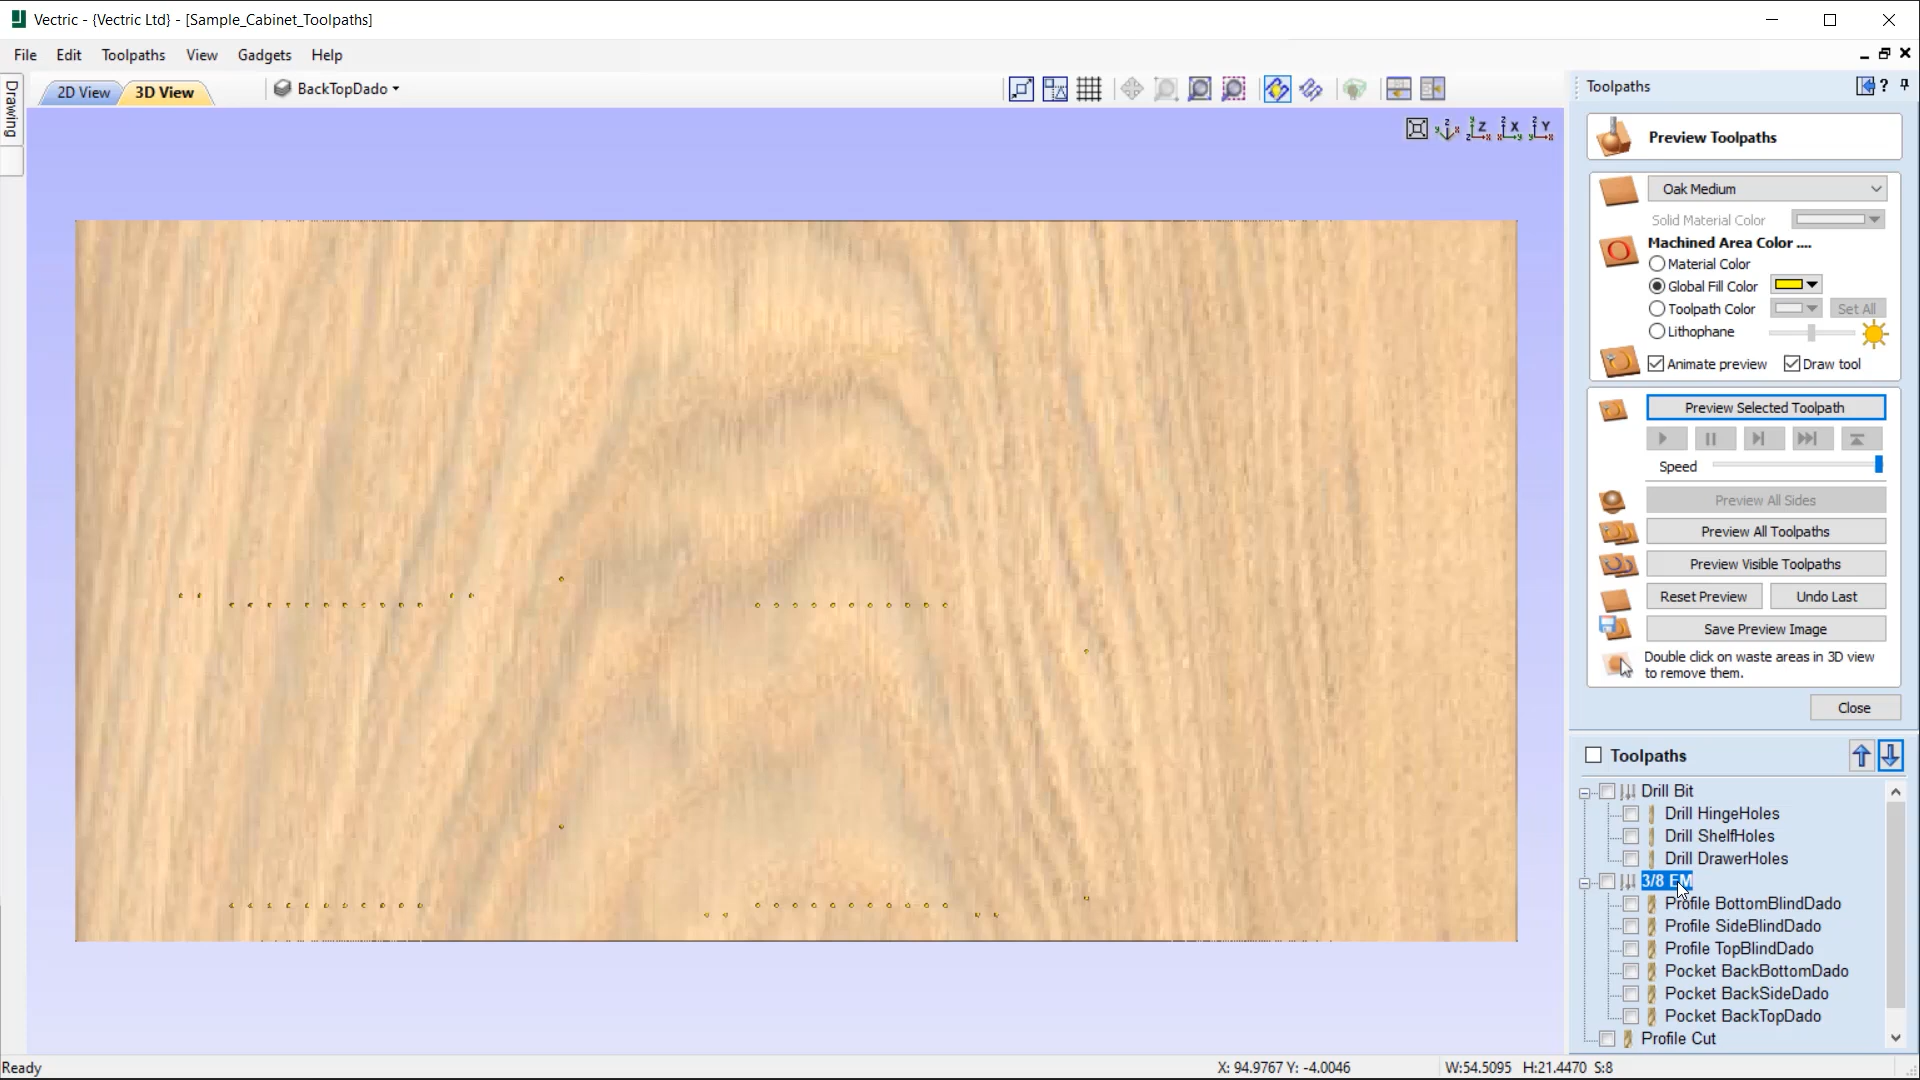 Vectric - {Vectric Ltd} - [Sample_Cabinet_Toolpaths]
File Edit Toolpaths View Gadgets Help
Drawing
2D View 3D View BackTopDado
Toolpaths
Preview Toolpaths
Oak Medium
Solid Material Color
Machined Area Color ....
Material Color
Global Fill Color
Toolpath Color Set All
Lithophane
Animate preview Draw tool
Preview Selected Toolpath
Speed
Preview All Sides
Preview All Toolpaths
Preview Visible Toolpaths
Reset Preview Undo Last
Save Preview Image
Double click on waste areas in 3D view
to remove them.
Close
Toolpaths
Drill Bit
Drill HingeHoles
Drill ShelfHoles
Drill DrawerHoles
3/8 EM
Profile BottomBlindDado
Profile SideBlindDado
Profile TopBlindDado
Pocket BackBottomDado
Pocket BackSideDado
Pocket BackTopDado
Profile Cut
Ready X: 94.9767 Y: -4.0046 W:54.5095 H:21.4470 S:8